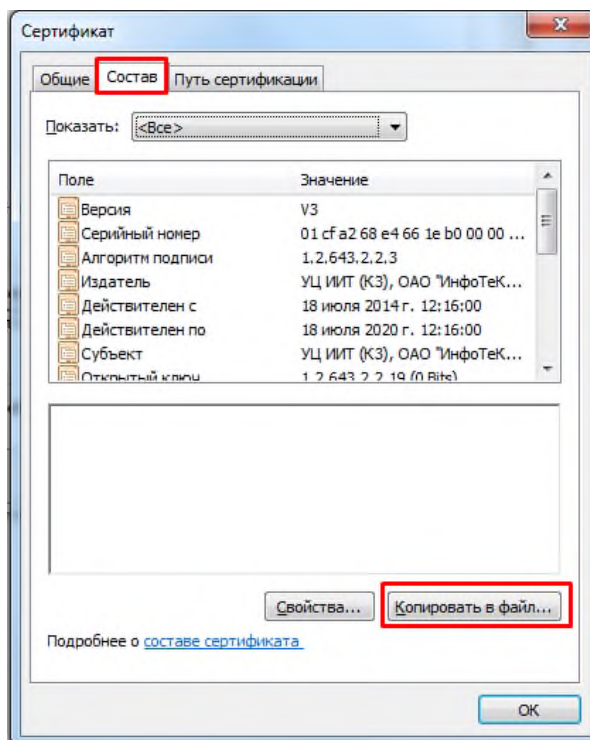 Сертификат
Общие Состав Путь сертификации
Показать: <Все>
Поле Значение
Версия V3
Серийный номер 01 cf a2 68 e4 66 1e b0 00 00 ...
Алгоритм подписи 1.2.643.2.2.3
Издатель УЦ ИИТ (К3), ОАО "ИнфоТеК...
Действителен с 18 июля 2014 г. 12:16:00
Действителен по 18 июля 2020 г. 12:16:00
Субъект УЦ ИИТ (К3), ОАО "ИнфоТеК...
Открытый ключ 1.2.643.2.2.19 (0 Bits)
Свойства... Копировать в файл...
Подробнее о составе сертификата
ОК